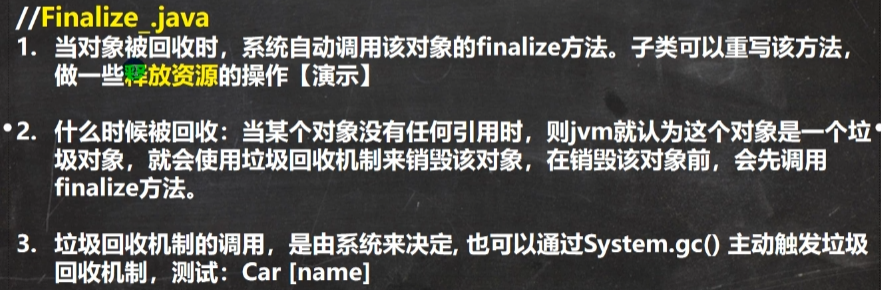 //Finalize_.java
1. 当对象被回收时，系统自动调用该对象的finalize方法。子类可以重写该方法，
做一些释放资源的操作【演示】
2. 什么时候被回收：当某个对象没有任何引用时，则jvm就认为这个对象是一个垃
圾对象，就会使用垃圾回收机制来销毁该对象，在销毁该对象前，会先调用
finalize方法。
3. 垃圾回收机制的调用，是由系统来决定, 也可以通过System.gc() 主动触发垃圾
回收机制，测试：Car [name]